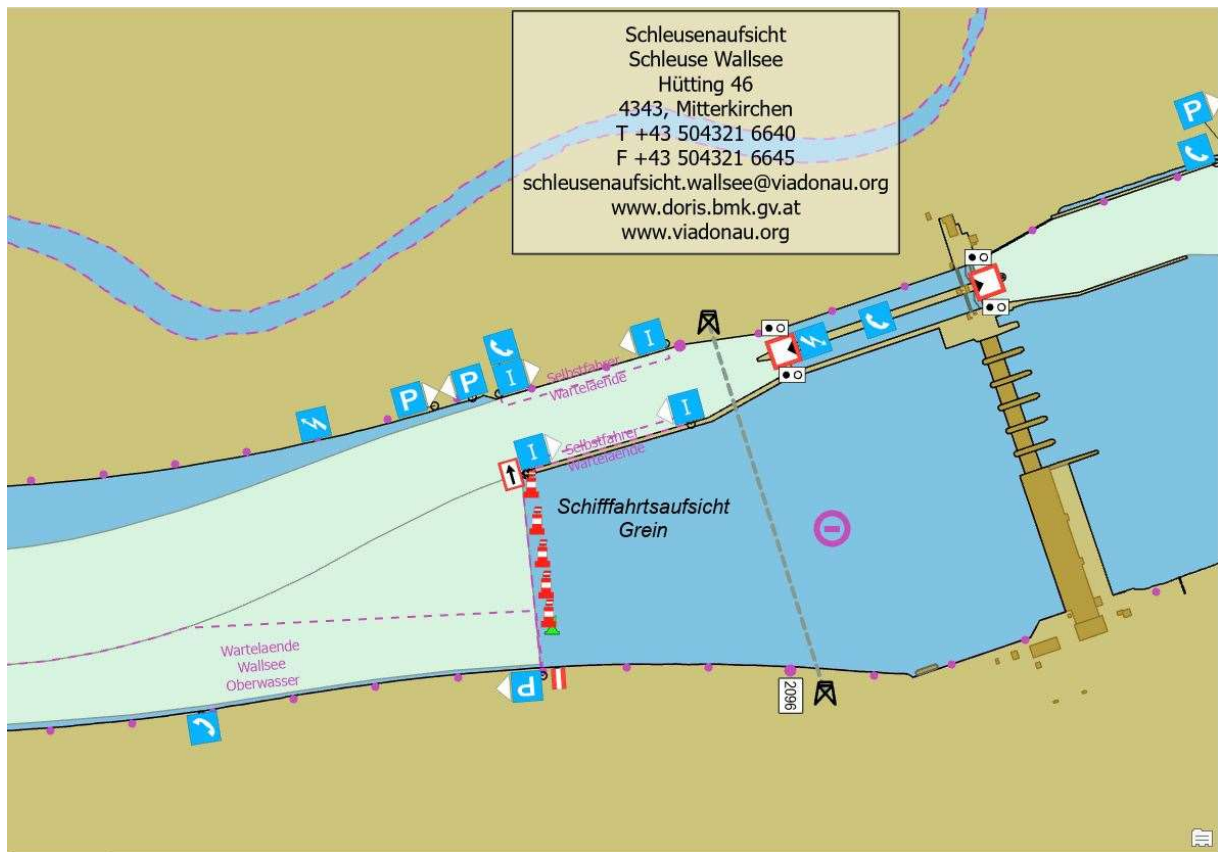 Schleusenaufsicht
Schleuse Wallsee
Hütting 46
4343, Mitterkirchen
T +43 504321 6640
F +43 504321 6645
schleusenaufsicht.wallsee@viadonau.org
www.doris.bmk.gv.at
www.viadonau.org
P
I
I
P
P
Selbstfahrer
Wartelaende
I
I
Selbstfahrer
Wartelaende
Schifffahrtsaufsicht
Grein
Wartelaende
Wallsee
Oberwasser
P
2096